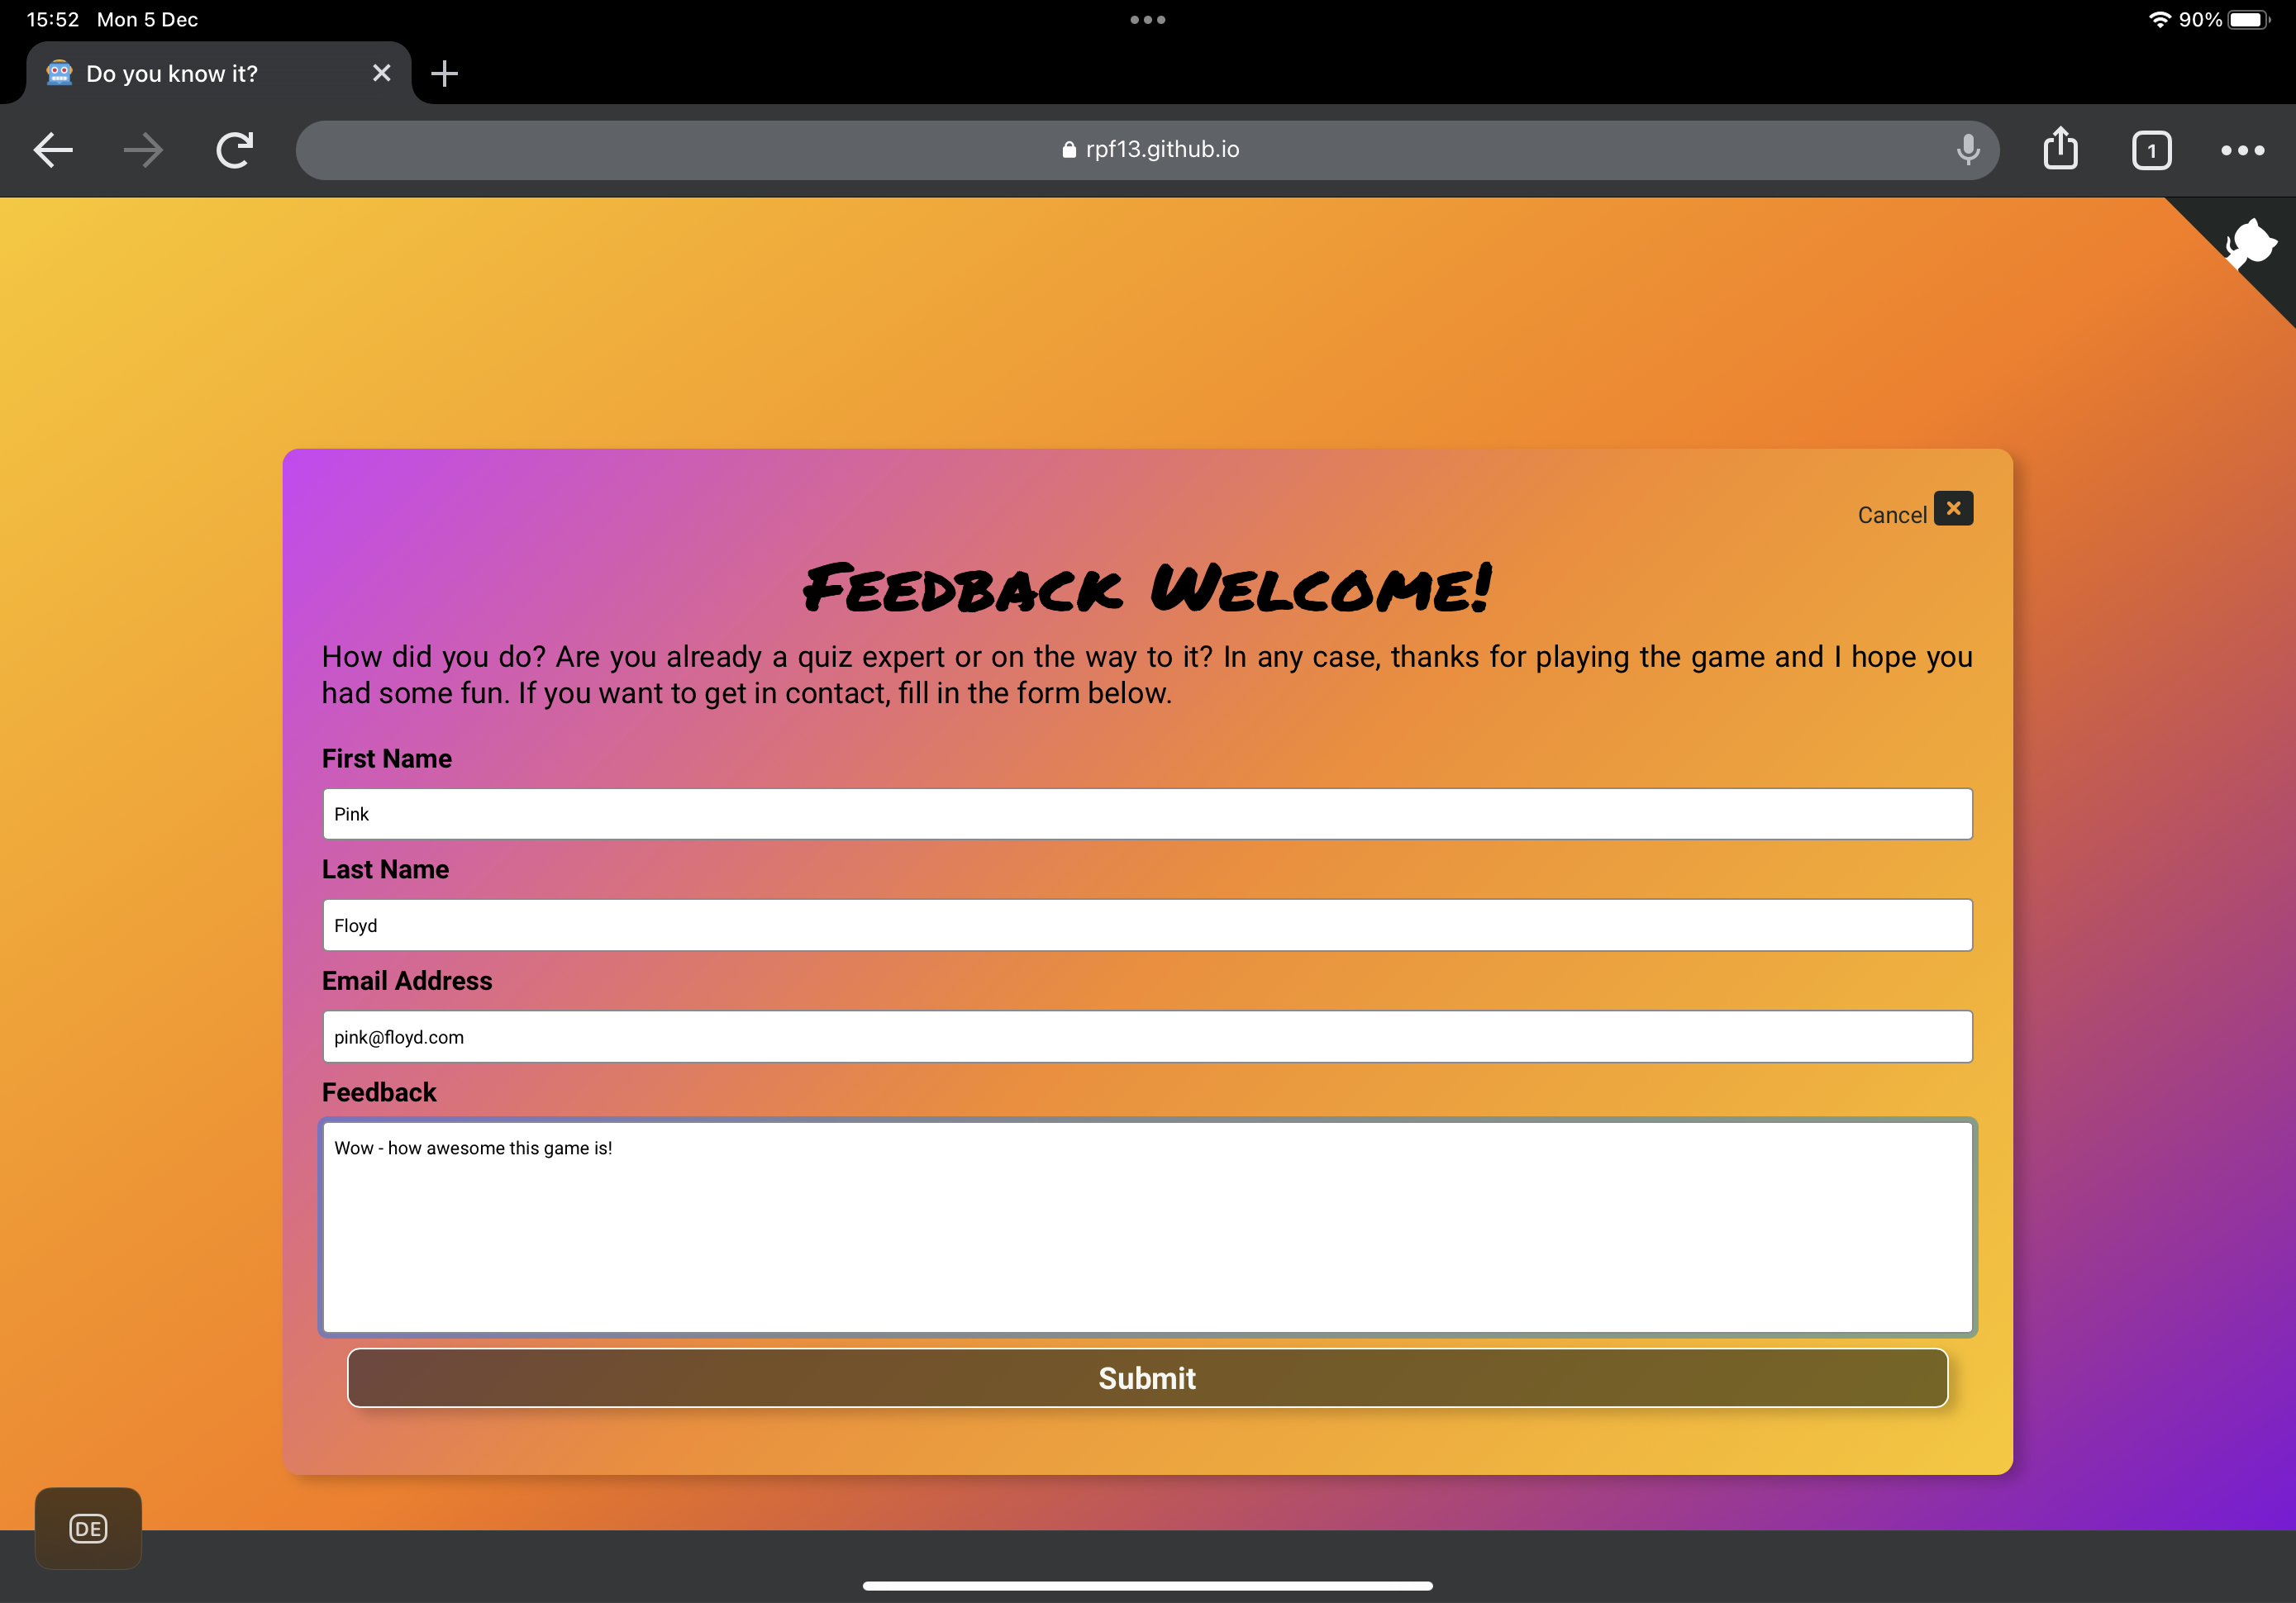 15:52 Mon 5 Dec
90%
Do you know it?
rpf13.github.io
1
Cancel
Feedback Welcome!
How did you do? Are you already a quiz expert or on the way to it? In any case, thanks for playing the game and I hope you
had some fun. If you want to get in contact, fill in the form below.
First Name
Pink
Last Name
Floyd
Email Address
pink@floyd.com
Feedback
Wow - how awesome this game is!
Submit
DE